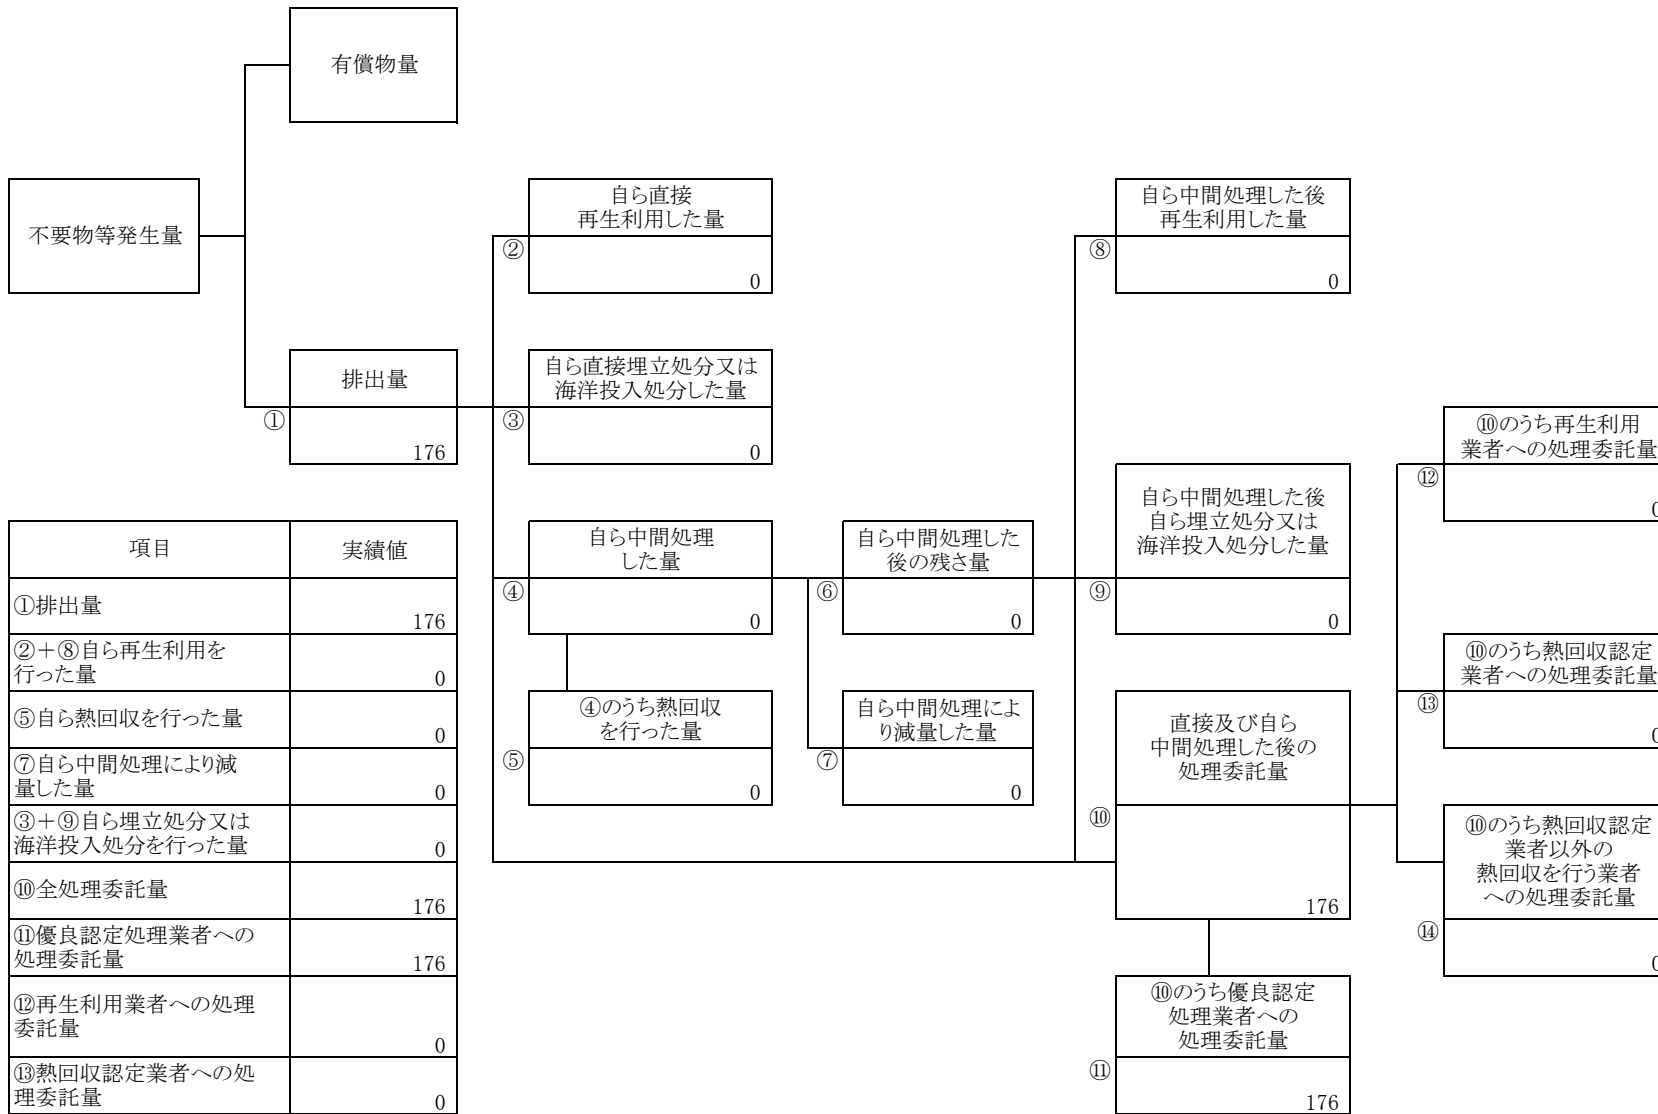 有償物量
不要物等発生量
自ら直接
再生利用した量
②
0
自ら中間処理した後
再生利用した量
⑧
0
排出量
①
176
自ら直接埋立処分又は
海洋投入処分した量
③
0
⑩のうち再生利用
業者への処理委託量
⑫
0
自ら中間処理した後
自ら埋立処分又は
海洋投入処分した量
⑨
0
自ら中間処理
した量
④
0
自ら中間処理した
後の残さ量
⑥
0
⑩のうち熱回収認定
業者への処理委託量
⑬
0
④のうち熱回収
を行った量
⑤
0
自ら中間処理によ
り減量した量
⑦
0
直接及び自ら
中間処理した後の
処理委託量
⑩
176
⑩のうち熱回収認定
業者以外の
熱回収を行う業者
への処理委託量
⑭
0
⑩のうち優良認定
処理業者への
処理委託量
⑪
176
項目 実績値
①排出量
176
②＋⑧自ら再生利用を
行った量 0
⑤自ら熱回収を行った量
0
⑦自ら中間処理により減
量した量 0
③＋⑨自ら埋立処分又は
海洋投入処分を行った量 0
⑩全処理委託量
176
⑪優良認定処理業者への
処理委託量 176
⑫再生利用業者への処理
委託量
0
⑬熱回収認定業者への処
理委託量 0